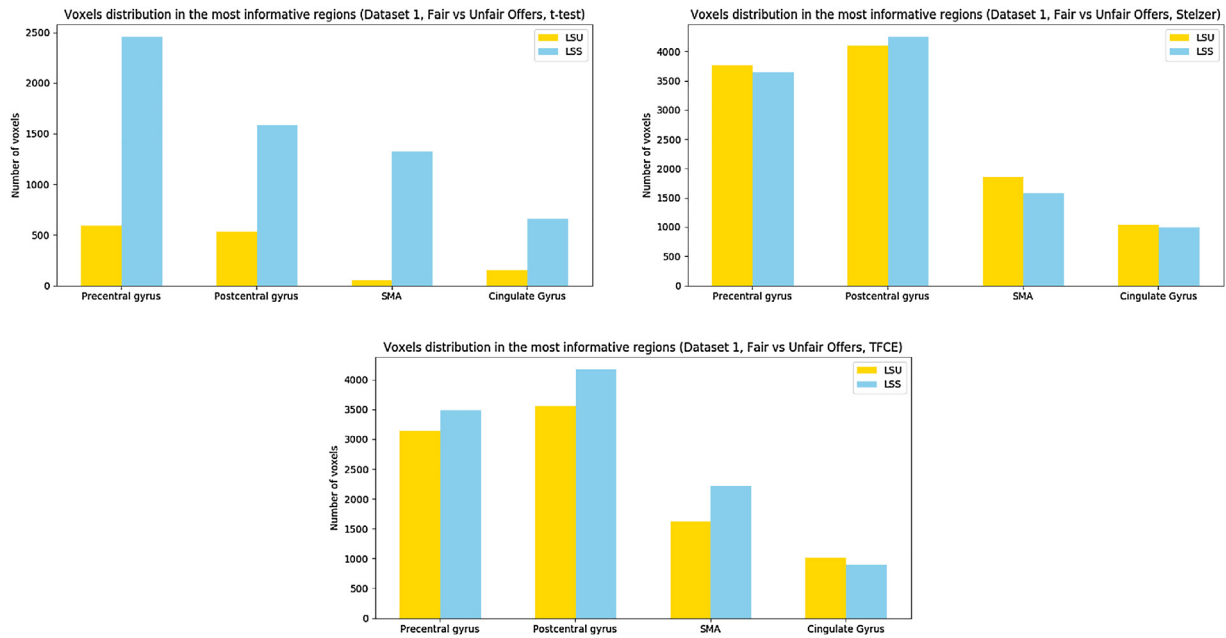 Voxels distribution in the most informative regions (Dataset 1, Fair vs Unfair Offers, t-test)
Number of voxels
2500
2000
1500
1000
500
0
LSU
LSS
Precentral gyrus
Postcentral gyrus
SMA
Cingulate Gyrus
Voxels distribution in the most informative regions (Dataset 1, Fair vs Unfair Offers, Stelzer)
Number of voxels
4000
3500
3000
2500
2000
1500
1000
500
0
LSU
LSS
Precentral gyrus
Postcentral gyrus
SMA
Cingulate Gyrus
Voxels distribution in the most informative regions (Dataset 1, Fair vs Unfair Offers, TFCE)
Number of voxels
4000
3500
3000
2500
2000
1500
1000
500
0
LSU
LSS
Precentral gyrus
Postcentral gyrus
SMA
Cingulate Gyrus